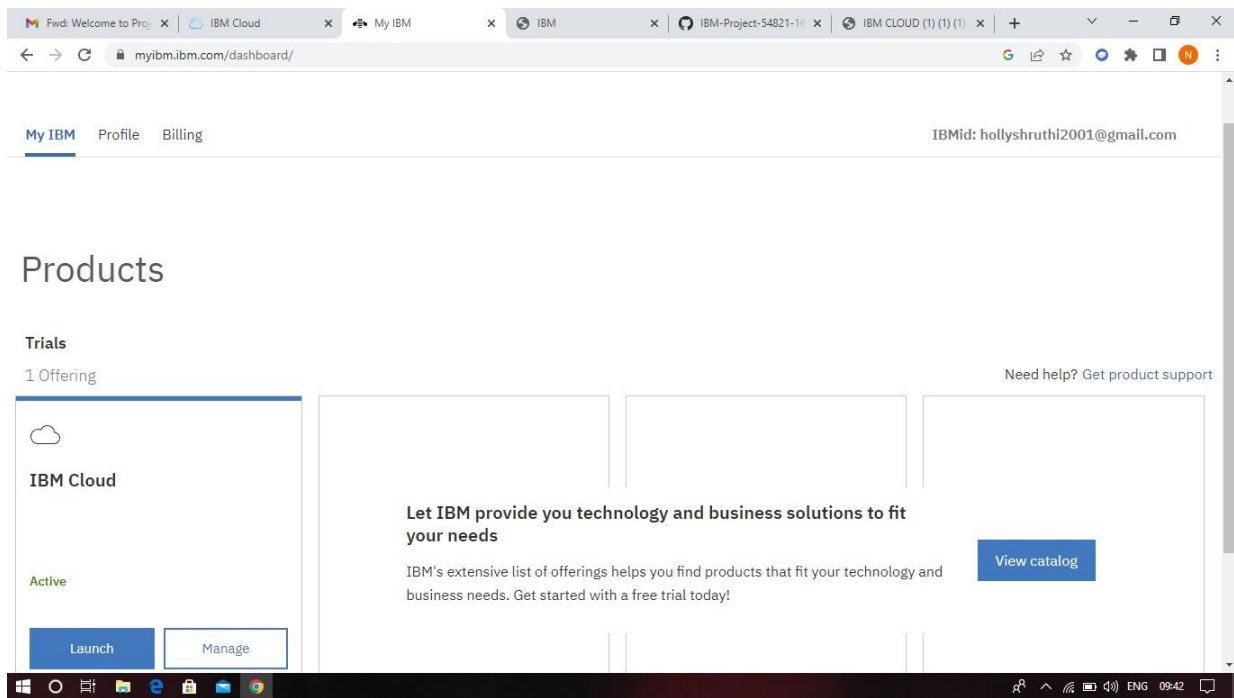 Fwd: Welcome to Proj
IBM Cloud
My IBM
IBM
IBM-Project-54821-16
IBM CLOUD (1) (1) (1)
myibm.ibm.com/dashboard/
N
My IBM Profile Billing
IBMid: hollyshruthi2001@gmail.com
Products
Trials
1 Offering
Need help? Get product support
IBM Cloud
Active
Launch
Manage
Let IBM provide you technology and business solutions to fit
your needs
IBM's extensive list of offerings helps you find products that fit your technology and
business needs. Get started with a free trial today!
View catalog
ENG 09:42